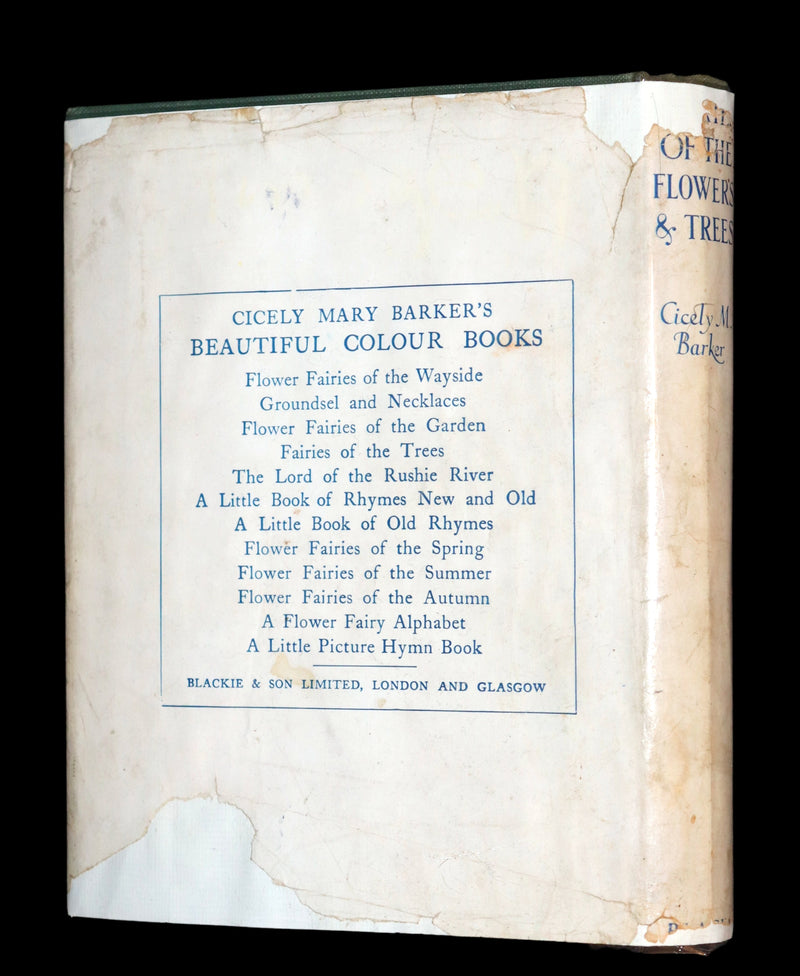 CICELY MARY BARKER'S
BEAUTIFUL COLOUR BOOKS
Flower Fairies of the Wayside
Groundsel and Necklaces
Flower Fairies of the Garden
Fairies of the Trees
The Lord of the Rushie River
A Little Book of Rhymes New and Old
A Little Book of Old Rhymes
Flower Fairies of the Spring
Flower Fairies of the Summer
Flower Fairies of the Autumn
A Flower Fairy Alphabet
A Little Picture Hymn Book
BLACKIE & SON LIMITED, LONDON AND GLASGOW
OF THE
FLOWERS
& TREES
Cicely M.
Barker